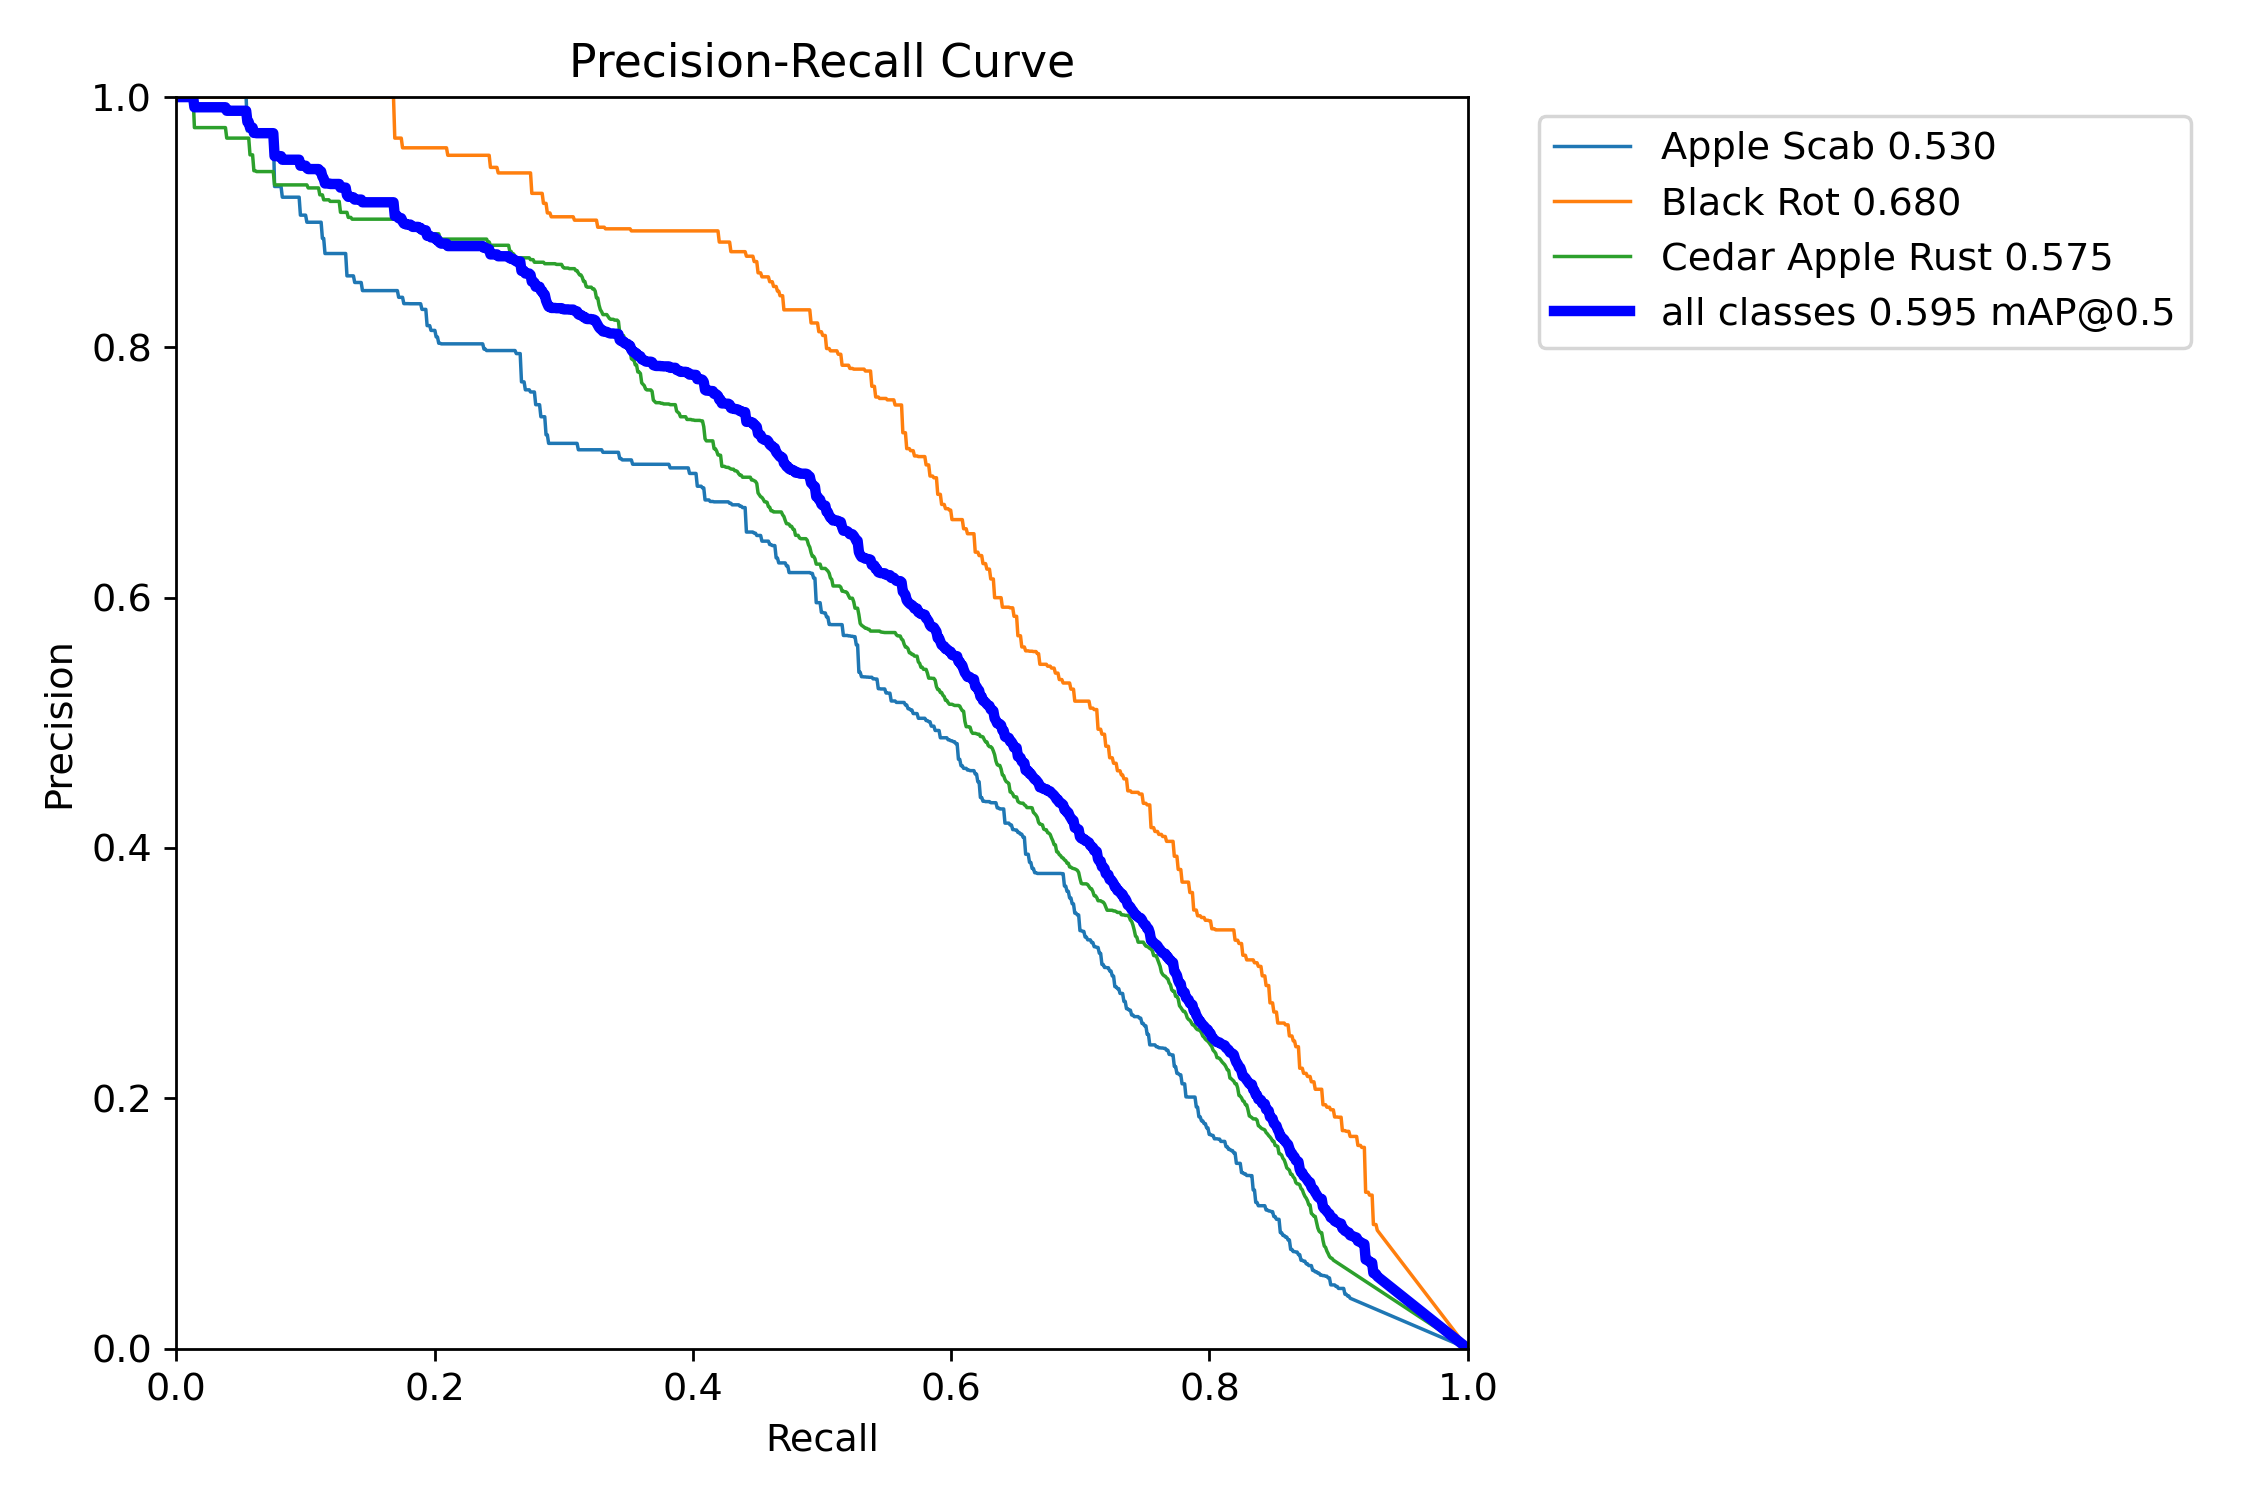 Precision-Recall Curve
1.0
0.8
0.6
0.4
0.2
0.0
Precision
0.0 0.2 0.4 0.6 0.8 1.0
Recall
Apple Scab 0.530
Black Rot 0.680
Cedar Apple Rust 0.575
all classes 0.595 mAP@0.5